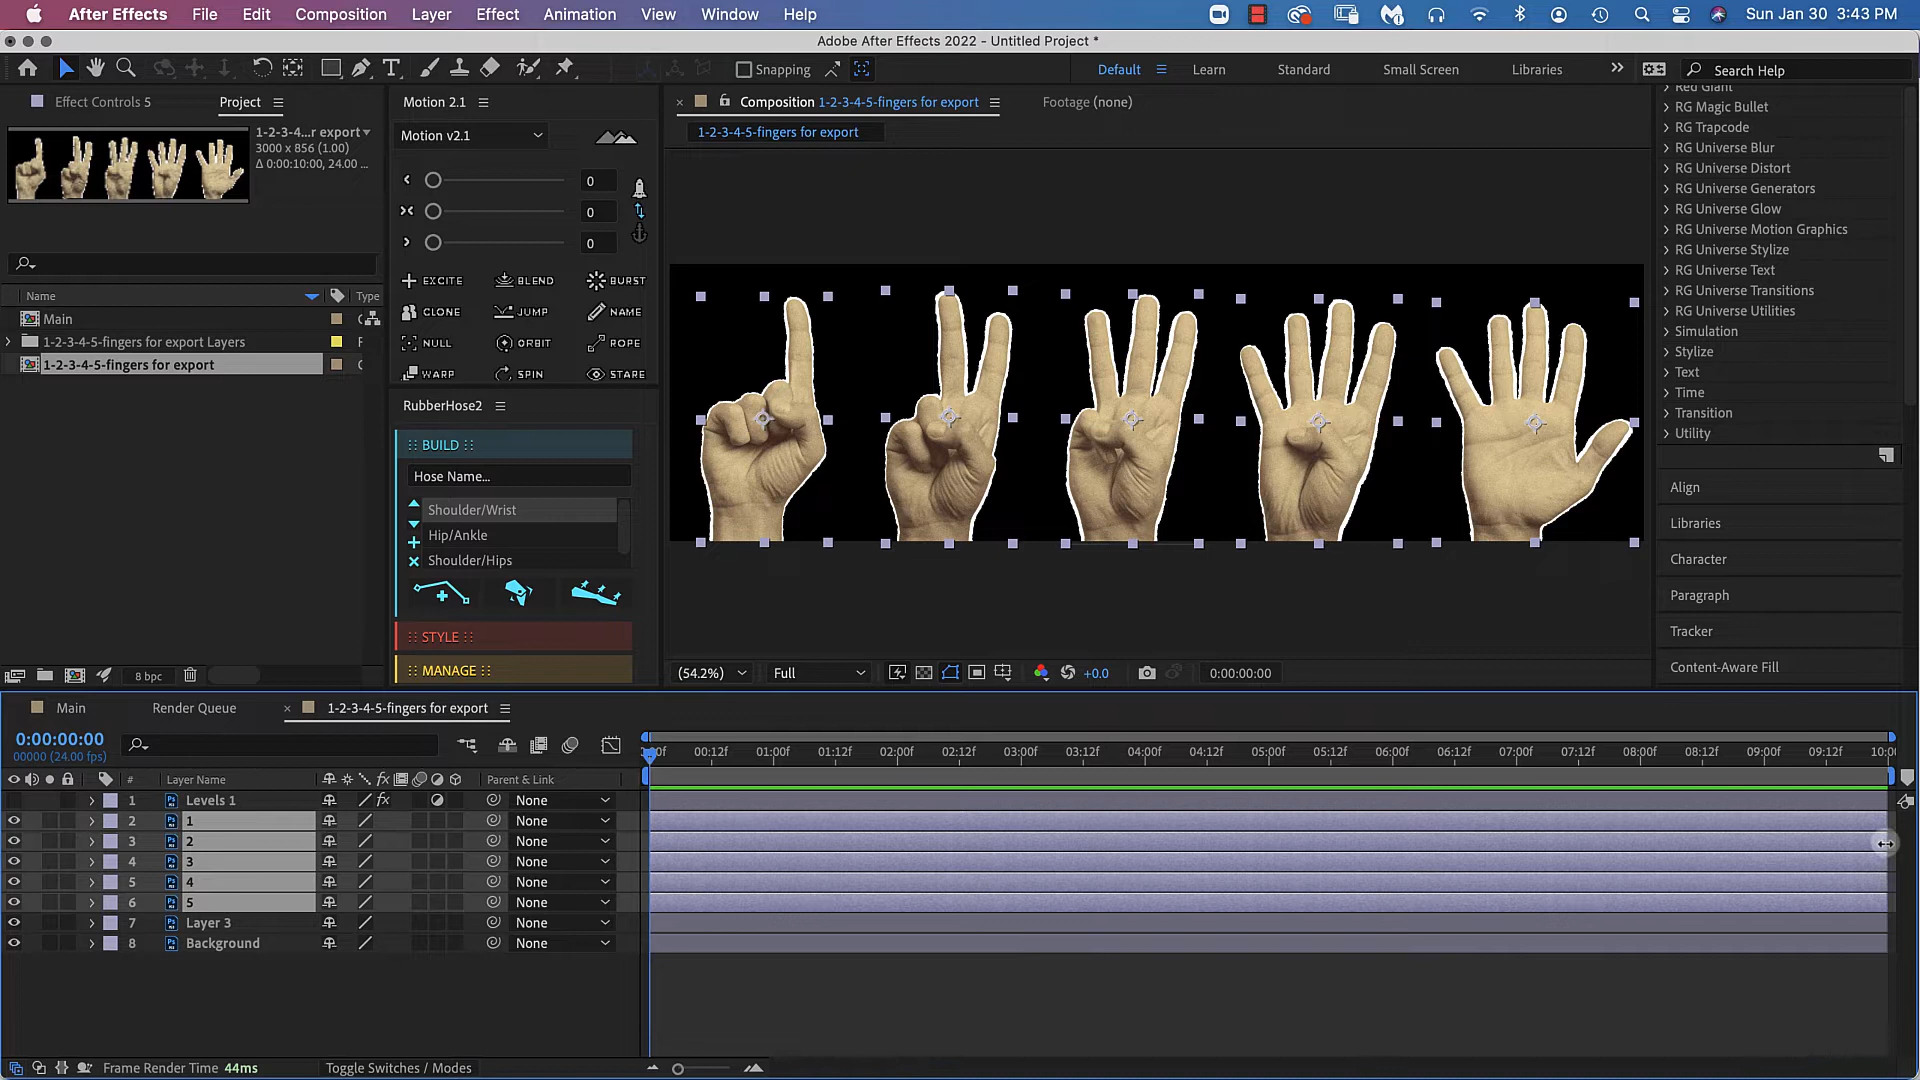 After Effects File Edit Composition Layer Effect Animation View Window Help Sun Jan 30 3:43 PM
Adobe After Effects 2022 - Untitled Project *
Snapping Default Learn Standard Small Screen Libraries Search Help
Effect Controls 5 Project
1-2-3-4...r export
3000 x 856 (1.00)
Δ 0:00:10:00, 24.00 ...
Name Type
Main
1-2-3-4-5-fingers for export Layers
1-2-3-4-5-fingers for export
8 bpc
Motion 2.1
Motion v2.1
0
0
0
EXCITE BLEND BURST
CLONE JUMP NAME
NULL ORBIT ROPE
WARP SPIN STARE
RubberHose2
:: BUILD ::
Hose Name...
Shoulder/Wrist
Hip/Ankle
Shoulder/Hips
:: STYLE ::
:: MANAGE ::
Composition 1-2-3-4-5-fingers for export Footage (none)
1-2-3-4-5-fingers for export
(54.2%) Full +0.0 0:00:00:00
Red Giant
RG Magic Bullet
RG Trapcode
RG Universe Blur
RG Universe Distort
RG Universe Generators
RG Universe Glow
RG Universe Motion Graphics
RG Universe Stylize
RG Universe Text
RG Universe Transitions
RG Universe Utilities
Simulation
Stylize
Text
Time
Transition
Utility
Align
Libraries
Character
Paragraph
Tracker
Content-Aware Fill
Main Render Queue 1-2-3-4-5-fingers for export
0:00:00:00
00000 (24.00 fps)
00:12f 01:00f 01:12f 02:00f 02:12f 03:00f 03:12f 04:00f 04:12f 05:00f 05:12f 06:00f 06:12f 07:00f 07:12f 08:00f 08:12f 09:00f 09:12f
# Layer Name fx Parent & Link
1 Levels 1 fx None
2 1 None
3 2 None
4 3 None
5 4 None
6 5 None
7 Layer 3 None
8 Background None
Frame Render Time 44ms Toggle Switches / Modes